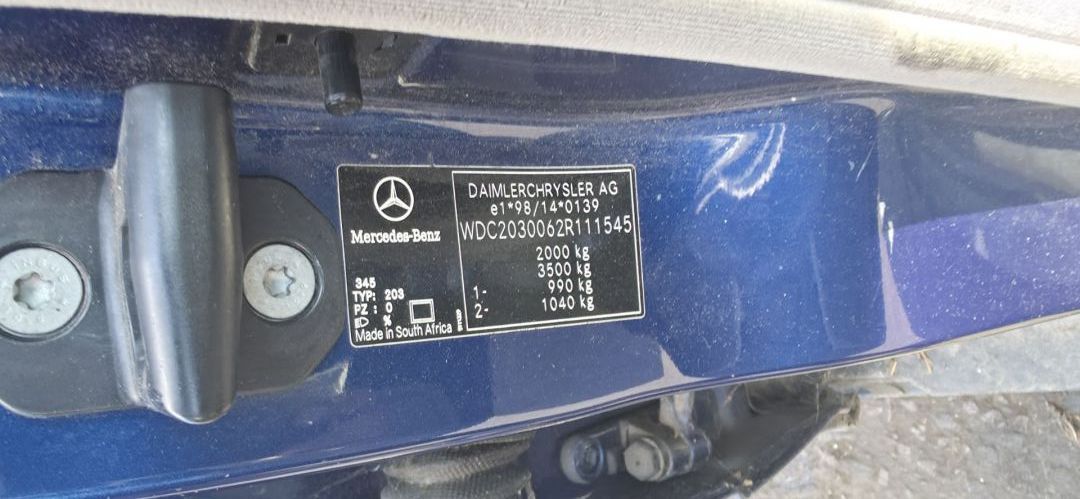 Mercedes-Benz
345
TYP: 203
PZ : 0
%
Made in South Africa
DAIMLERCHRYSLER AG
e1*98/14*0139
WDC2030062R111545
2000 kg
3500 kg
1- 990 kg
2- 1040 kg